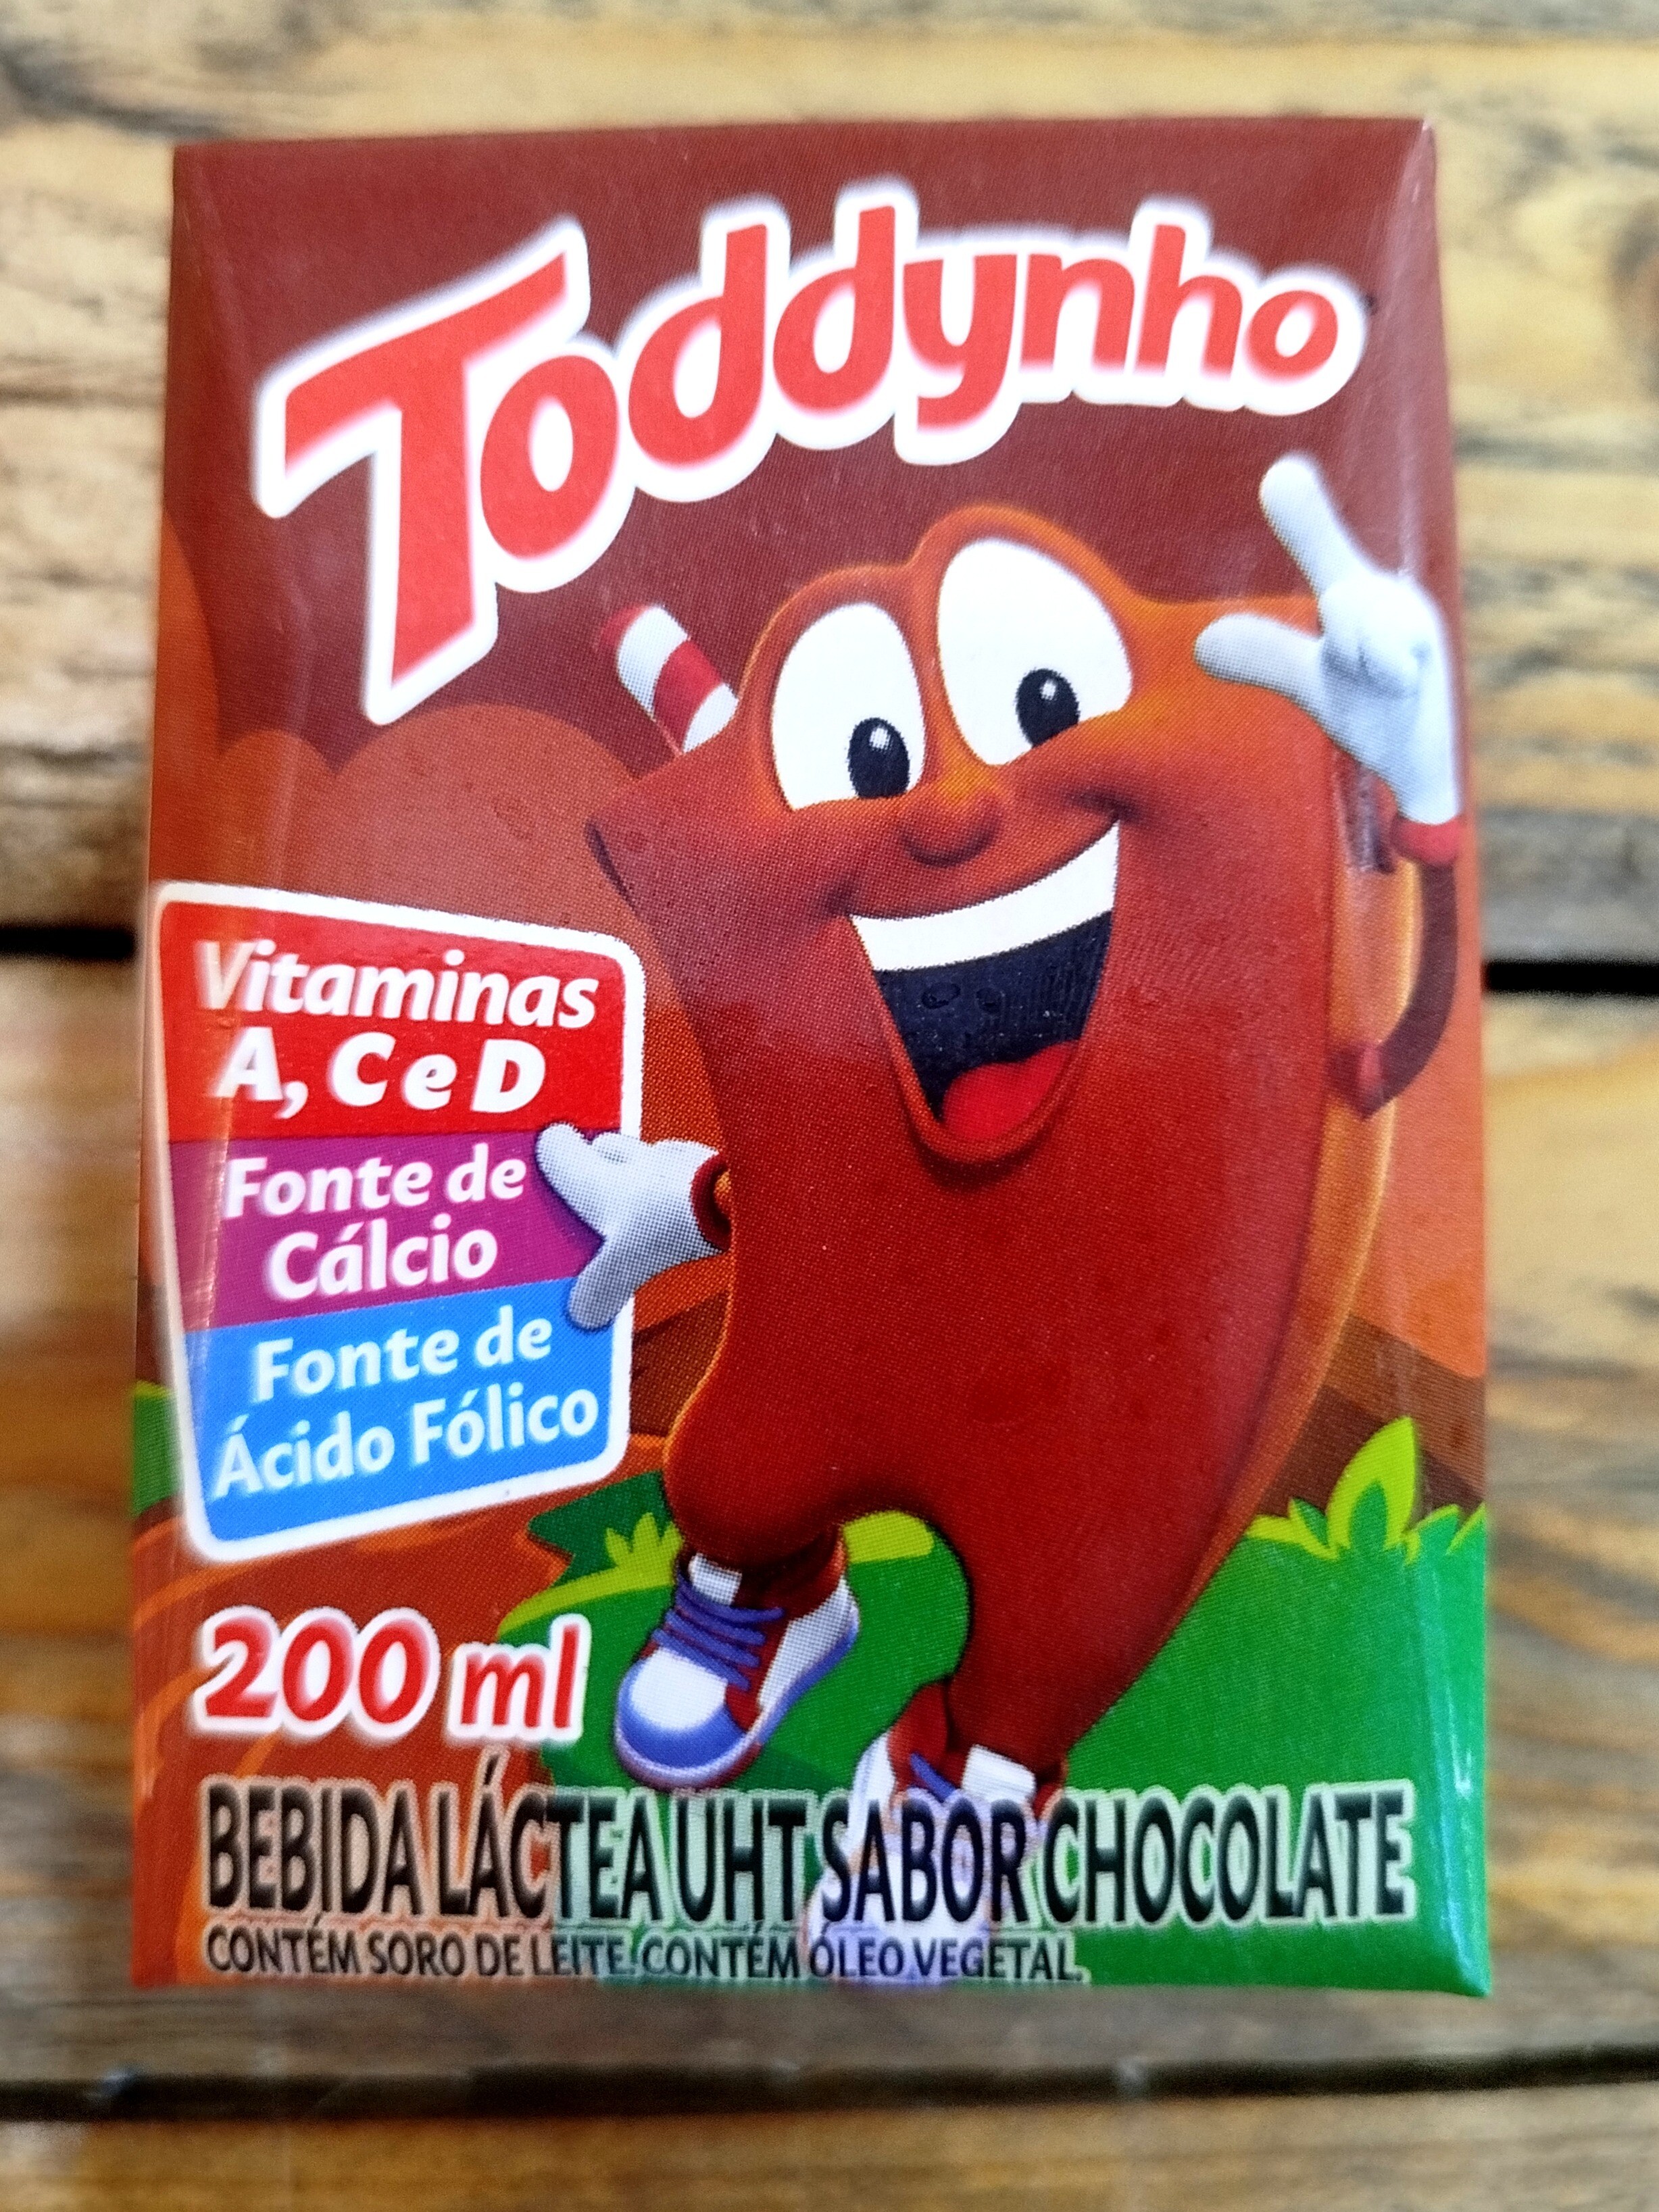 Toddynho
Vitaminas
A, C e D
Fonte de
Cálcio
Fonte de
Ácido Fólico
200 ml
BEBIDA LÁCTEA UHT SABOR CHOCOLATE
CONTÉM SORO DE LEITE. CONTÉM ÓLEO VEGETAL.